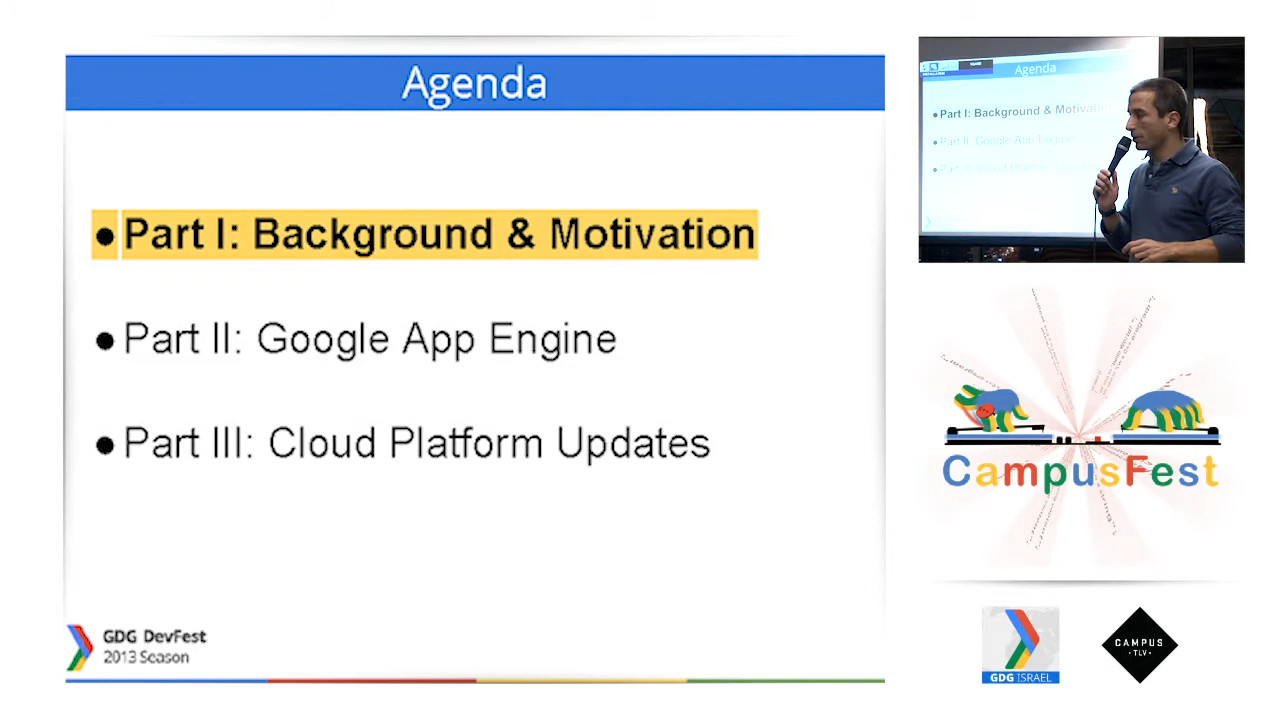 Agenda
● Part I: Background & Motivation
● Part II: Google App Engine
● Part III: Cloud Platform Updates
GDG DevFest
2013 Season
Agenda
● Part I: Background & Motivation
● Part II: Google App Engine
CampusFest
GDG ISRAEL
CAMPUS
· TLV ·